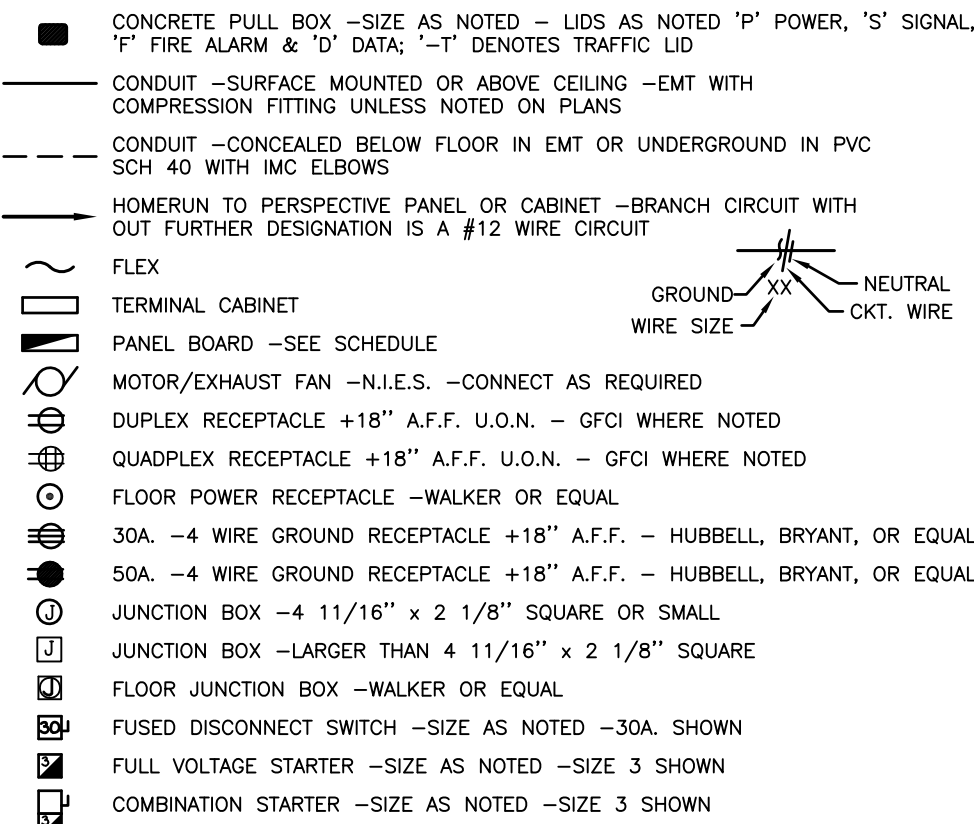 CONCRETE PULL BOX –SIZE AS NOTED – LIDS AS NOTED 'P' POWER, 'S' SIGNAL,
'F' FIRE ALARM & 'D' DATA; '–T' DENOTES TRAFFIC LID
CONDUIT –SURFACE MOUNTED OR ABOVE CEILING –EMT WITH
COMPRESSION FITTING UNLESS NOTED ON PLANS
CONDUIT –CONCEALED BELOW FLOOR IN EMT OR UNDERGROUND IN PVC
SCH 40 WITH IMC ELBOWS
HOMERUN TO PERSPECTIVE PANEL OR CABINET –BRANCH CIRCUIT WITH
OUT FURTHER DESIGNATION IS A #12 WIRE CIRCUIT
FLEX
GROUND
XX
NEUTRAL
WIRE SIZE
CKT. WIRE
TERMINAL CABINET
PANEL BOARD –SEE SCHEDULE
MOTOR/EXHAUST FAN –N.I.E.S. –CONNECT AS REQUIRED
DUPLEX RECEPTACLE +18'' A.F.F. U.O.N. – GFCI WHERE NOTED
QUADPLEX RECEPTACLE +18'' A.F.F. U.O.N. – GFCI WHERE NOTED
FLOOR POWER RECEPTACLE –WALKER OR EQUAL
30A. –4 WIRE GROUND RECEPTACLE +18'' A.F.F. – HUBBELL, BRYANT, OR EQUAL
50A. –4 WIRE GROUND RECEPTACLE +18'' A.F.F. – HUBBELL, BRYANT, OR EQUAL
J JUNCTION BOX –4 11/16'' x 2 1/8'' SQUARE OR SMALL
J JUNCTION BOX –LARGER THAN 4 11/16'' x 2 1/8'' SQUARE
J FLOOR JUNCTION BOX –WALKER OR EQUAL
30 FUSED DISCONNECT SWITCH –SIZE AS NOTED –30A. SHOWN
3 FULL VOLTAGE STARTER –SIZE AS NOTED –SIZE 3 SHOWN
COMBINATION STARTER –SIZE AS NOTED –SIZE 3 SHOWN
3